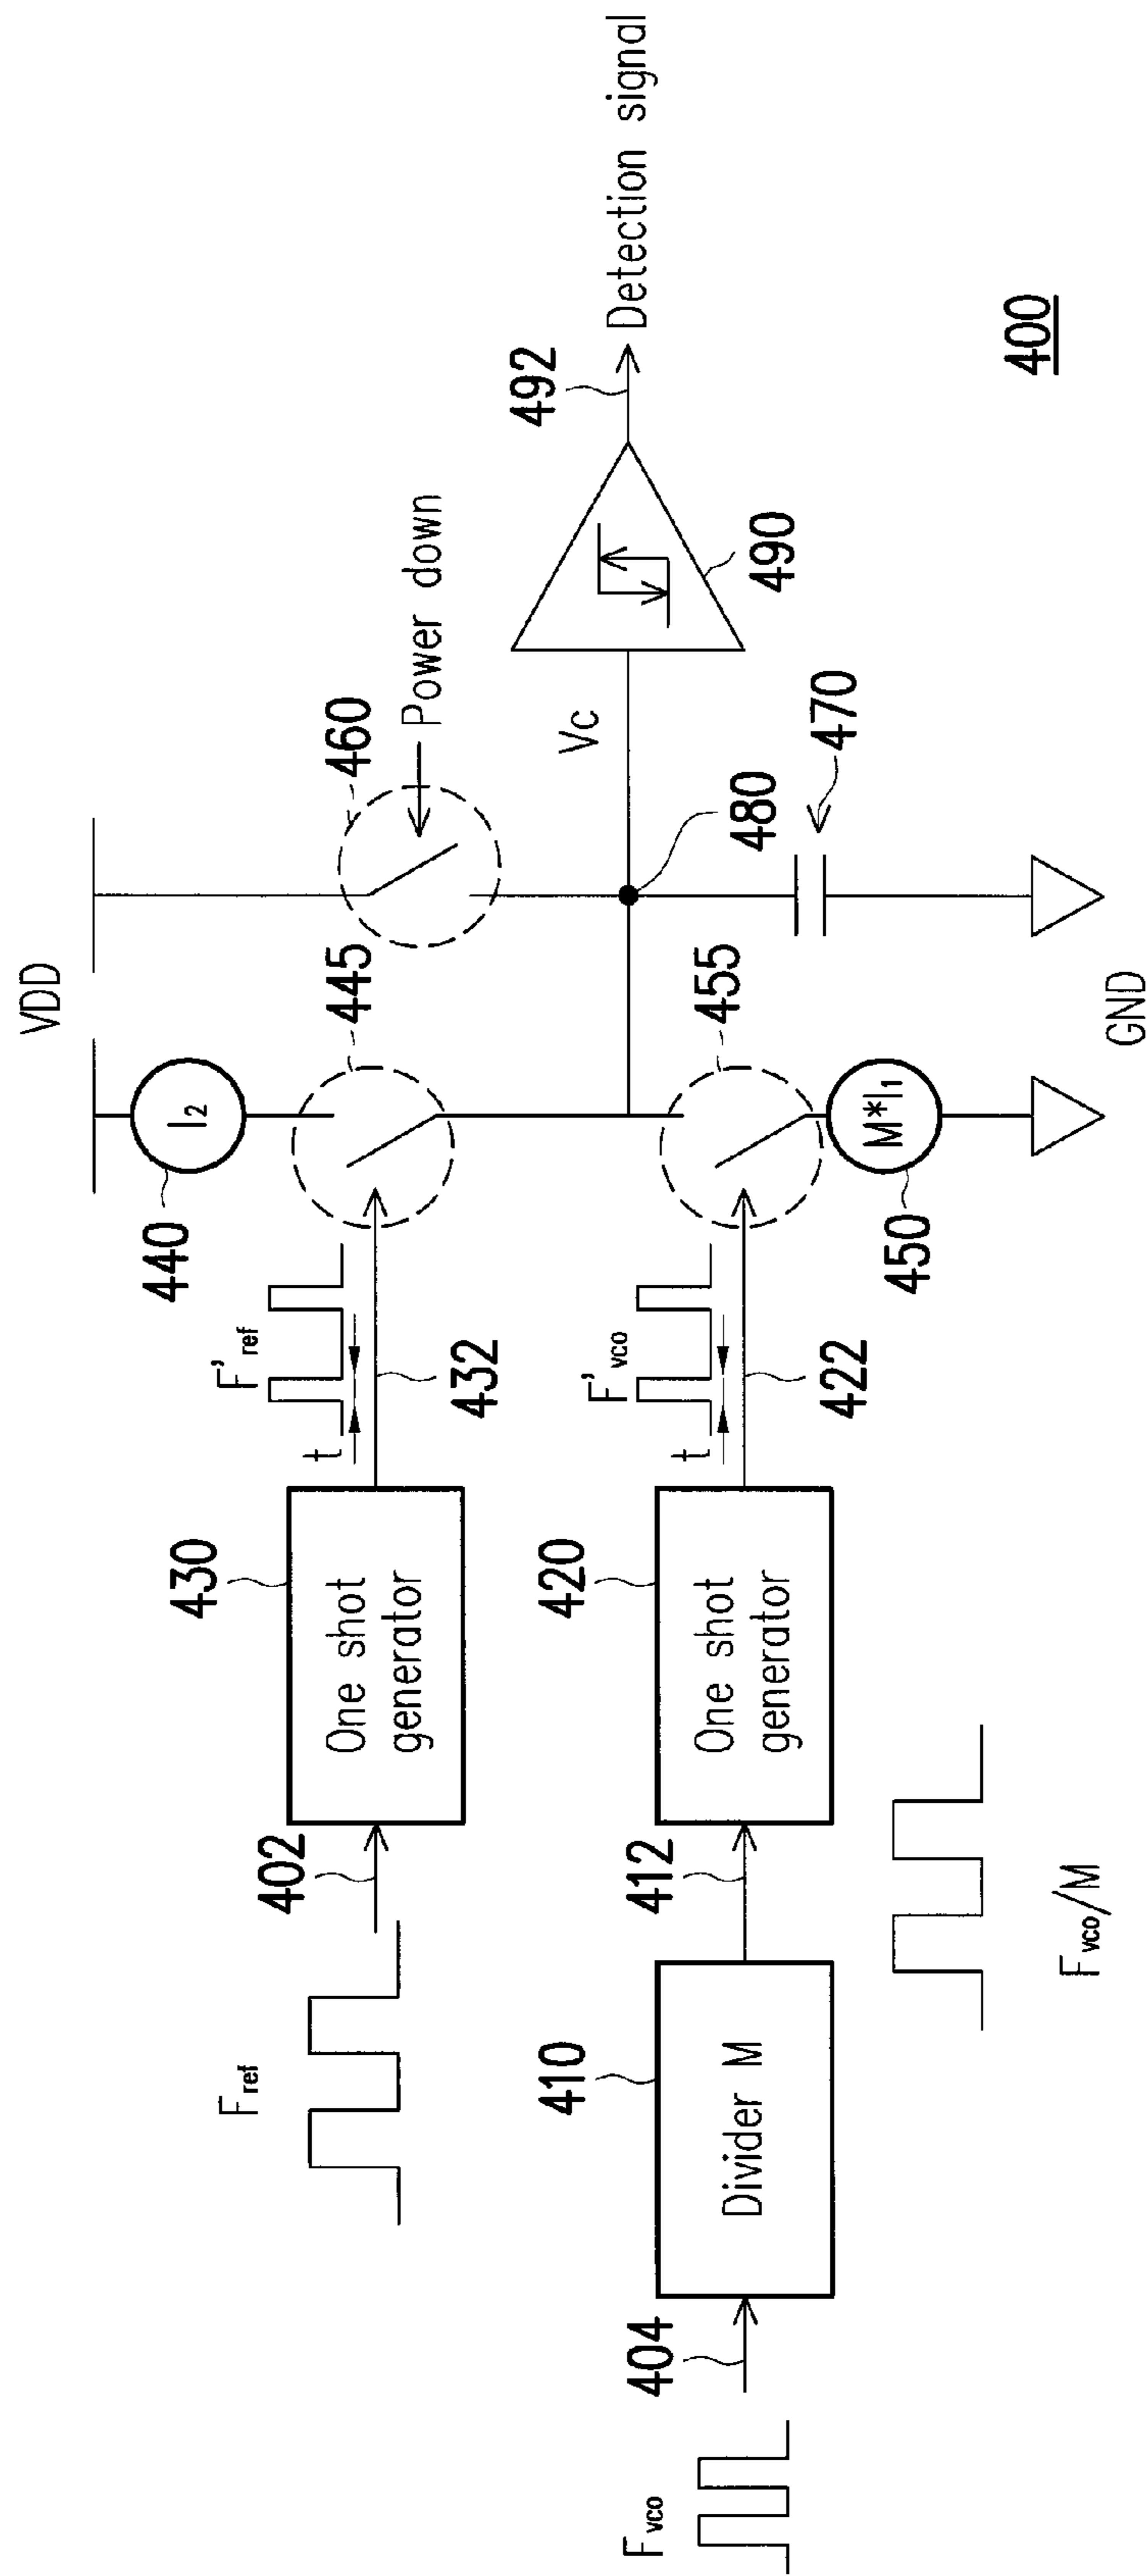 VDD
I₂
440
445
460
Power down
F'ref
t
432
430
One shot
generator
402
Fref
Vc
492
Detection signal
490
480
470
455
M*I₁
450
GND
F'vco
t
422
420
One shot
generator
412
Fvco/M
410
Divider M
404
Fvco
400